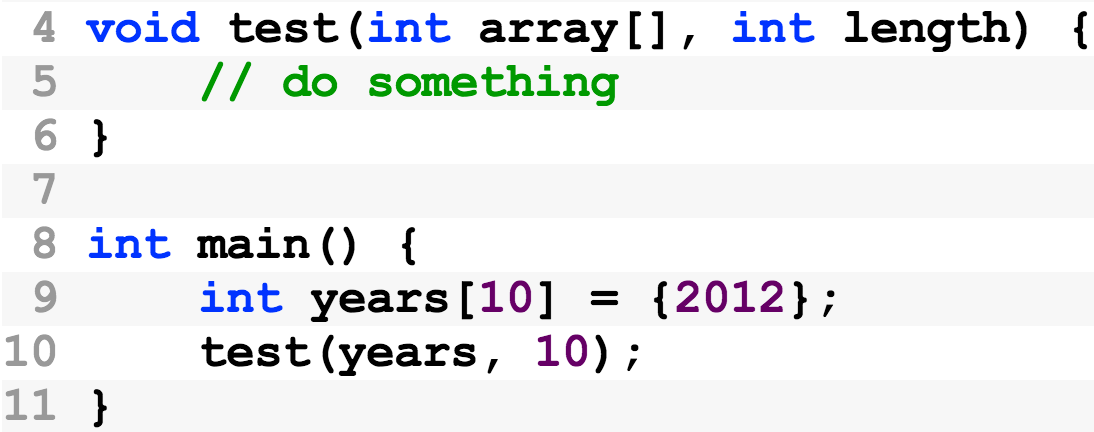 4 void test(int array[], int length) {
5     // do something
6 }
7
8 int main() {
9     int years[10] = {2012};
10     test(years, 10);
11 }